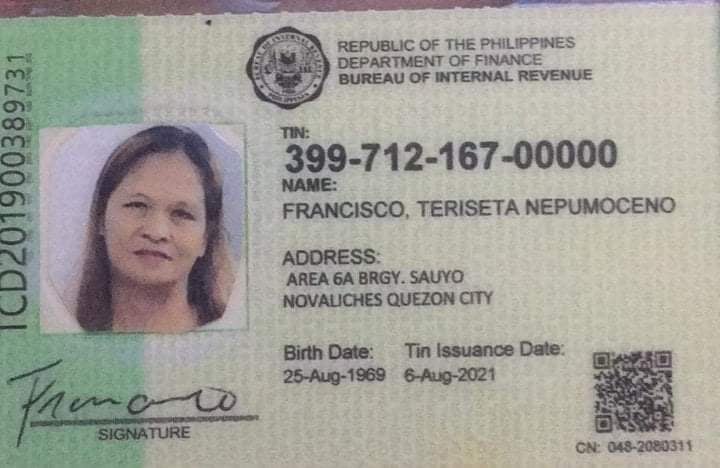 REPUBLIC OF THE PHILIPPINES
DEPARTMENT OF FINANCE
BUREAU OF INTERNAL REVENUE
TIN:
399-712-167-00000
NAME:
FRANCISCO, TERISETA NEPUMOCENO
ADDRESS:
AREA 6A BRGY. SAUYO
NOVALICHES QUEZON CITY
Birth Date: Tin Issuance Date:
25-Aug-1969 6-Aug-2021
SIGNATURE
CN: 048-2080311
TCD201900389731